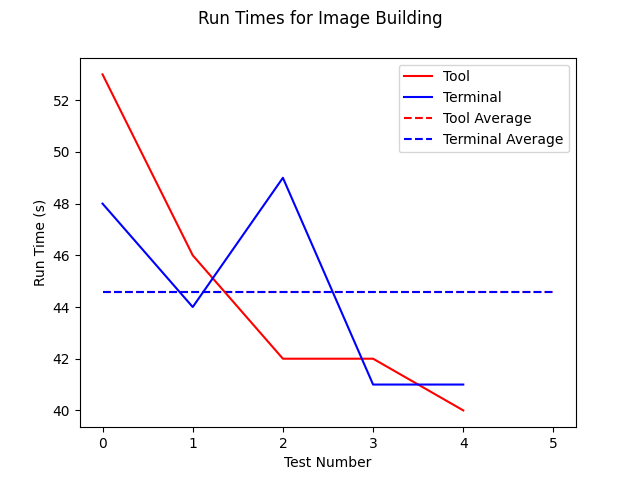 Run Times for Image Building
Tool
Terminal
Tool Average
Terminal Average
Run Time (s)
52
50
48
46
44
42
40
0 1 2 3 4 5
Test Number